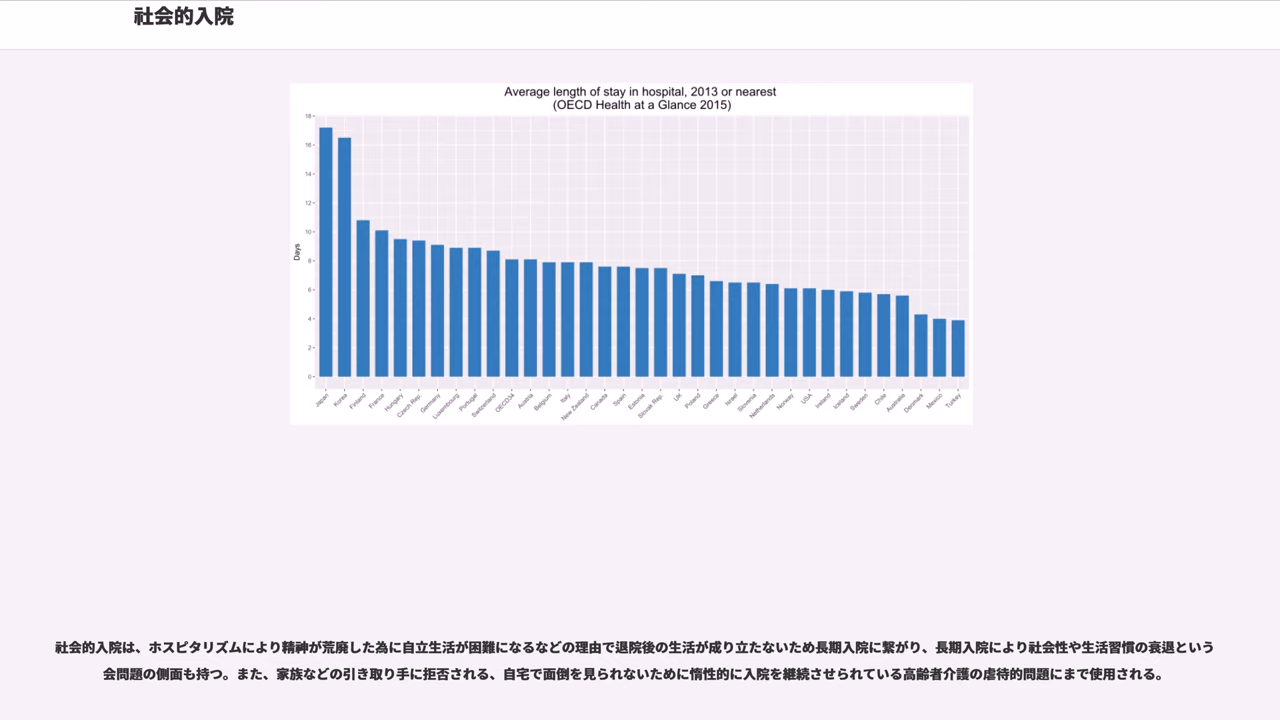 社会的入院
Average length of stay in hospital, 2013 or nearest
(OECD Health at a Glance 2015)
18
16
14
12
10
8
6
4
2
0
Days
Japan
Korea
Finland
France
Hungary
Czech Rep.
Germany
Luxembourg
Portugal
Switzerland
OECD34
Austria
Belgium
Italy
New Zealand
Canada
Spain
Estonia
Slovak Rep.
UK
Poland
Greece
Israel
Slovenia
Netherlands
Norway
USA
Ireland
Iceland
Sweden
Chile
Australia
Denmark
Mexico
Turkey
社会的入院は、ホスピタリズムにより精神が荒廃した為に自立生活が困難になるなどの理由で退院後の生活が成り立たないため長期入院に繋がり、長期入院により社会性や生活習慣の衰退という
会問題の側面も持つ。また、家族などの引き取り手に拒否される、自宅で面倒を見られないために惰性的に入院を継続させられている高齢者介護の虐待的問題にまで使用される。